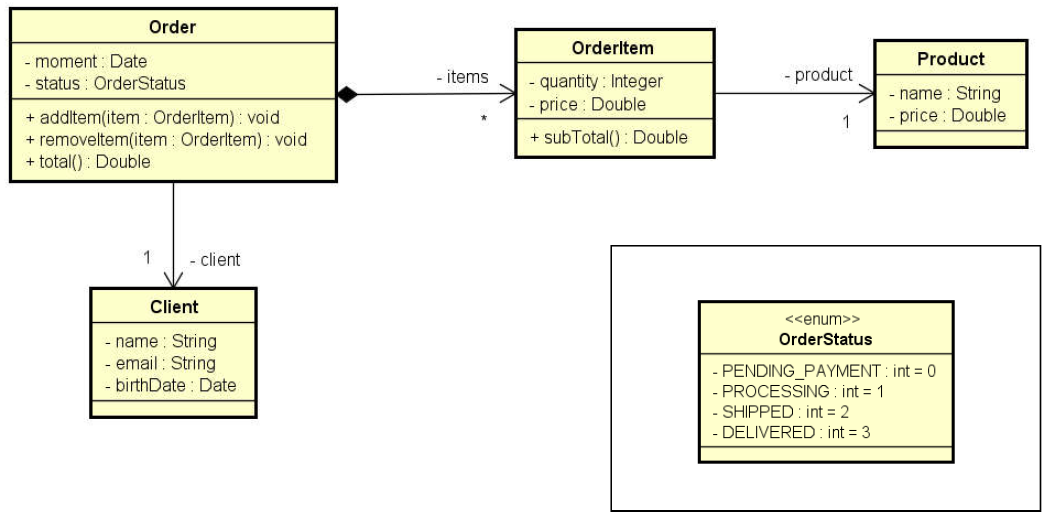 Order
- moment : Date
- status : OrderStatus
+ addItem(item : OrderItem) : void
+ removeItem(item : OrderItem) : void
+ total() : Double
- items
*
OrderItem
- quantity : Integer
- price : Double
+ subTotal() : Double
- product
1
Product
- name : String
- price : Double
1
- client
Client
- name : String
- email : String
- birthDate : Date
<<enum>>
OrderStatus
- PENDING_PAYMENT : int = 0
- PROCESSING : int = 1
- SHIPPED : int = 2
- DELIVERED : int = 3